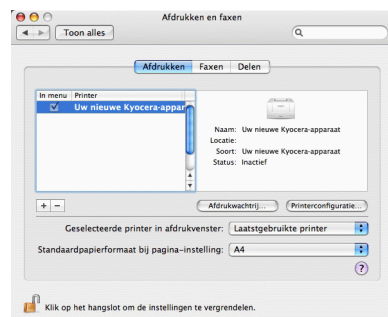 Afdrukken en faxen
Toon alles
Afdrukken Faxen Delen
In menu Printer
Uw nieuwe Kyocera-appar
Naam: Uw nieuwe Kyocera-apparaat
Locatie:
Soort: Uw nieuwe Kyocera-apparaat
Status: Inactief
+ −
Afdrukwachtrij... Printerconfiguratie...
Geselecteerde printer in afdrukvenster: Laatstgebruikte printer
Standaardpapierformaat bij pagina-instelling: A4
?
Klik op het hangslot om de instellingen te vergrendelen.